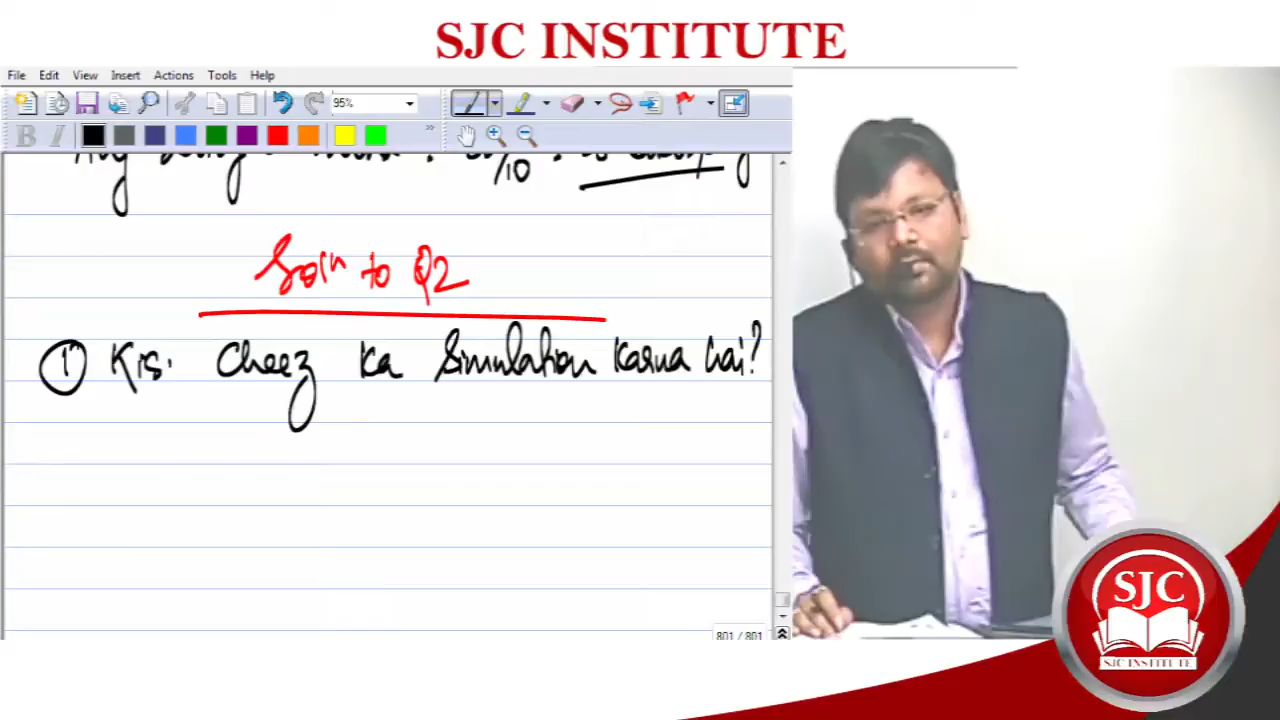 SJC INSTITUTE
File Edit View Insert Actions Tools Help
95%
B I
/10
Soln to Q2
① Kis. Cheez ka Simulation karna hai?
801 / 801
SJC
SJC INSTITUTE